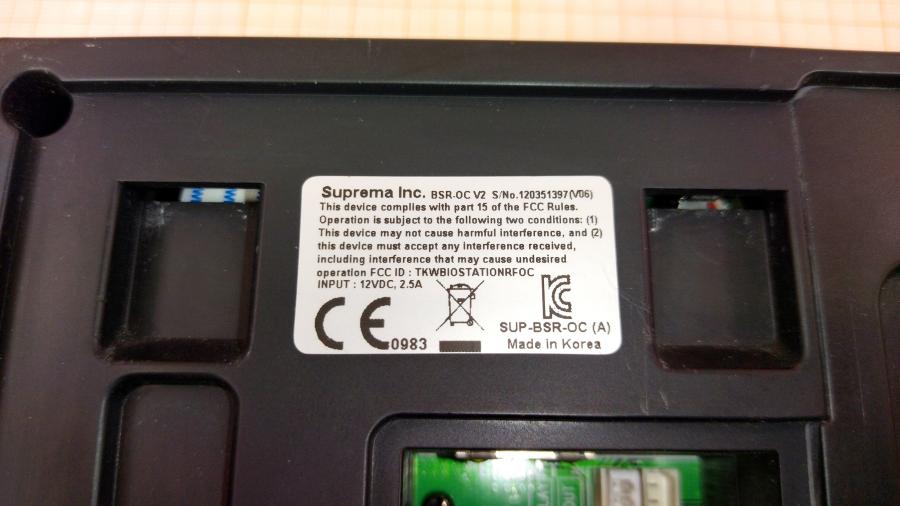 Suprema Inc. BSR-OC V2 S/No.120351397(V06)
This device complies with part 15 of the FCC Rules.
Operation is subject to the following two conditions: (1)
This device may not cause harmful interference, and (2)
this device must accept any interference received,
including interference that may cause undesired
operation FCC ID : TKWBIOSTATIONRFOC
INPUT : 12VDC, 2.5A
CE 0983
SUP-BSR-OC (A)
Made in Korea
OUT